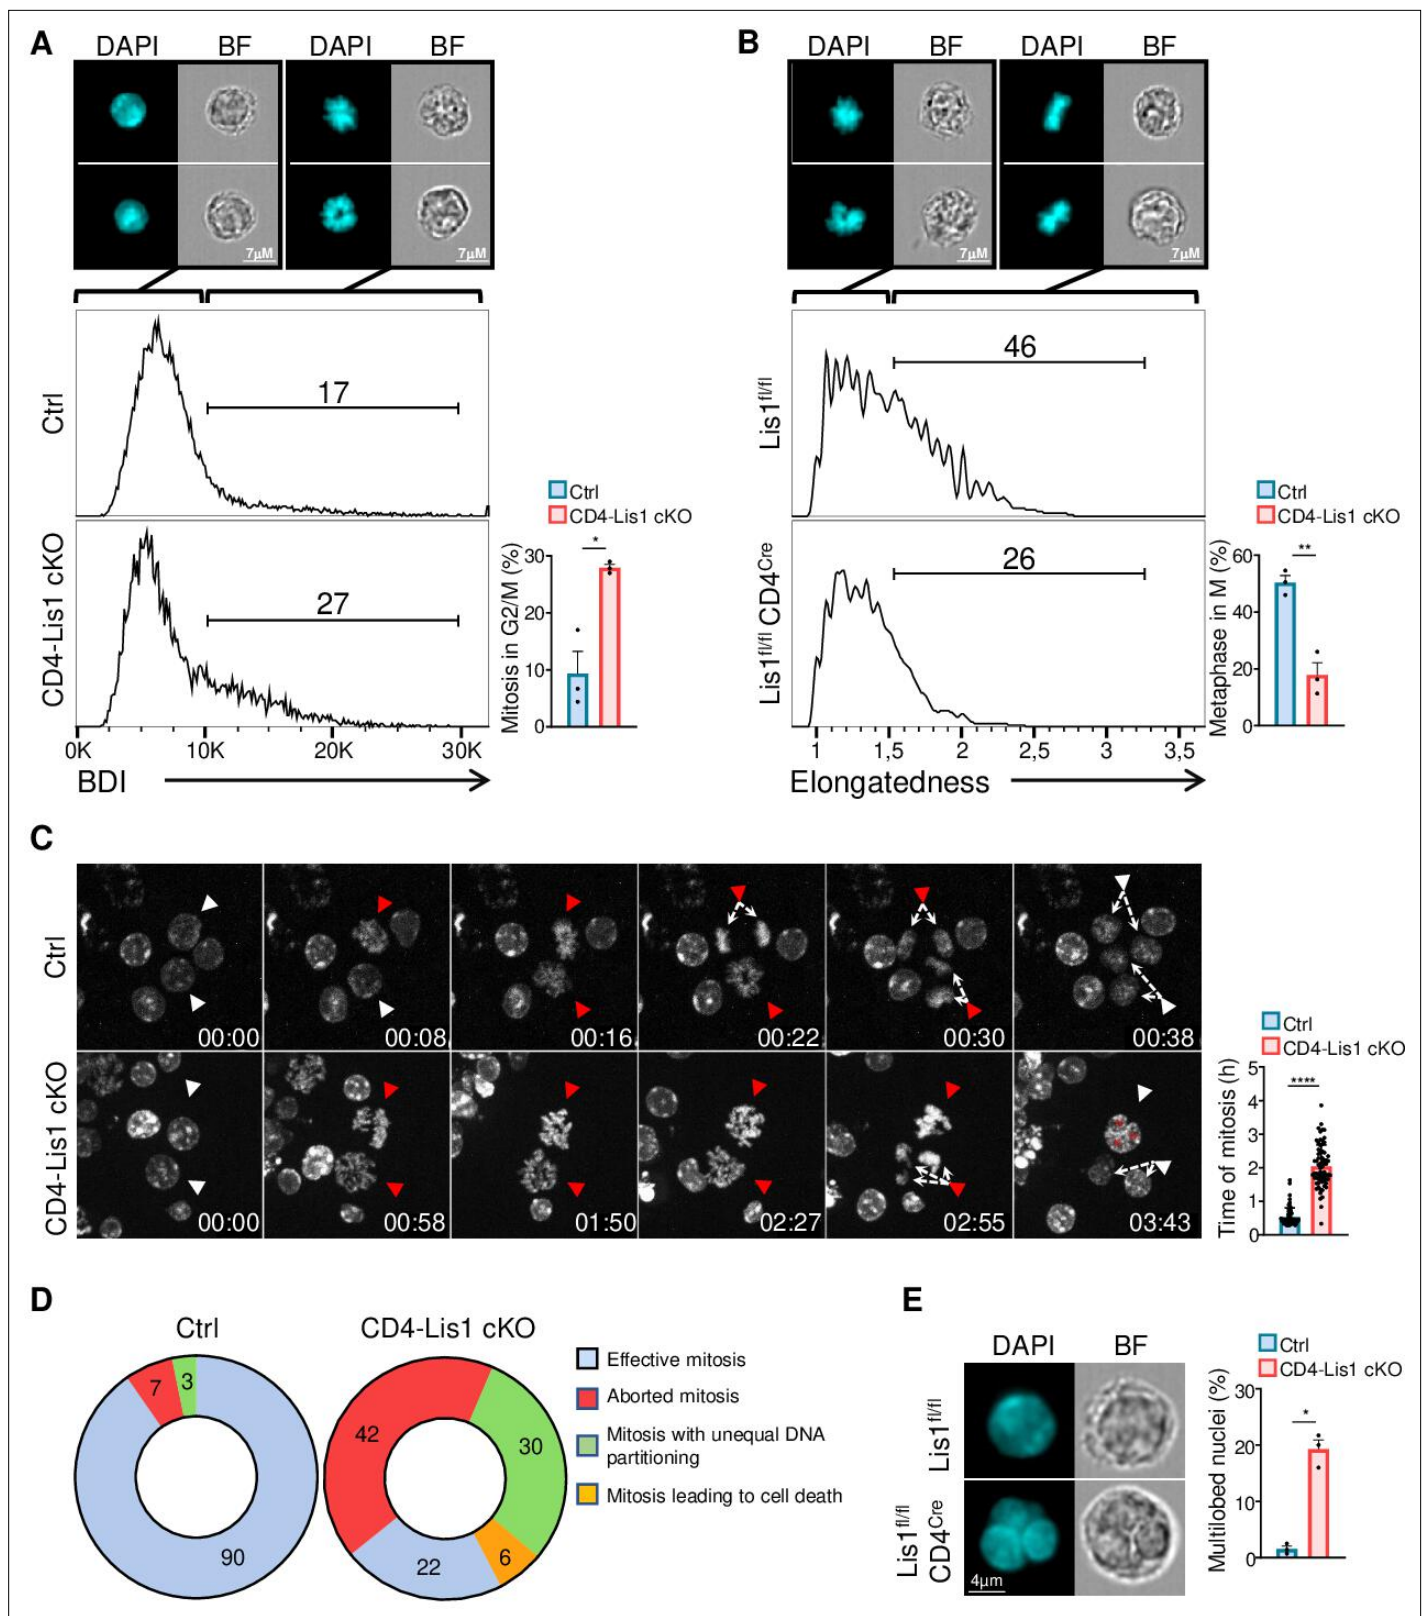 A
DAPI BF DAPI BF
7µM 7µM
Ctrl
17
CD4-Lis1 cKO
27
0K 10K 20K 30K
BDI
Ctrl
CD4-Lis1 cKO
Mitosis in G2/M (%)
30
20
10
0
*
B
DAPI BF DAPI BF
7µM 7µM
Lis1fl/fl
46
Lis1fl/fl CD4Cre
26
1 1,5 2 2,5 3 3,5
Elongatedness
Ctrl
CD4-Lis1 cKO
Metaphase in M (%)
60
40
20
0
**
C
Ctrl
00:00 00:08 00:16 00:22 00:30 00:38
CD4-Lis1 cKO
00:00 00:58 01:50 02:27 02:55 03:43
Ctrl
CD4-Lis1 cKO
Time of mitosis (h)
5
4
3
2
1
0
****
D
Ctrl CD4-Lis1 cKO
7 3
90
42 30
22 6
Effective mitosis
Aborted mitosis
Mitosis with unequal DNA
partitioning
Mitosis leading to cell death
E
DAPI BF
Lis1fl/fl
Lis1fl/fl
CD4Cre
4µm
Ctrl
CD4-Lis1 cKO
Multilobed nuclei (%)
30
20
10
0
*